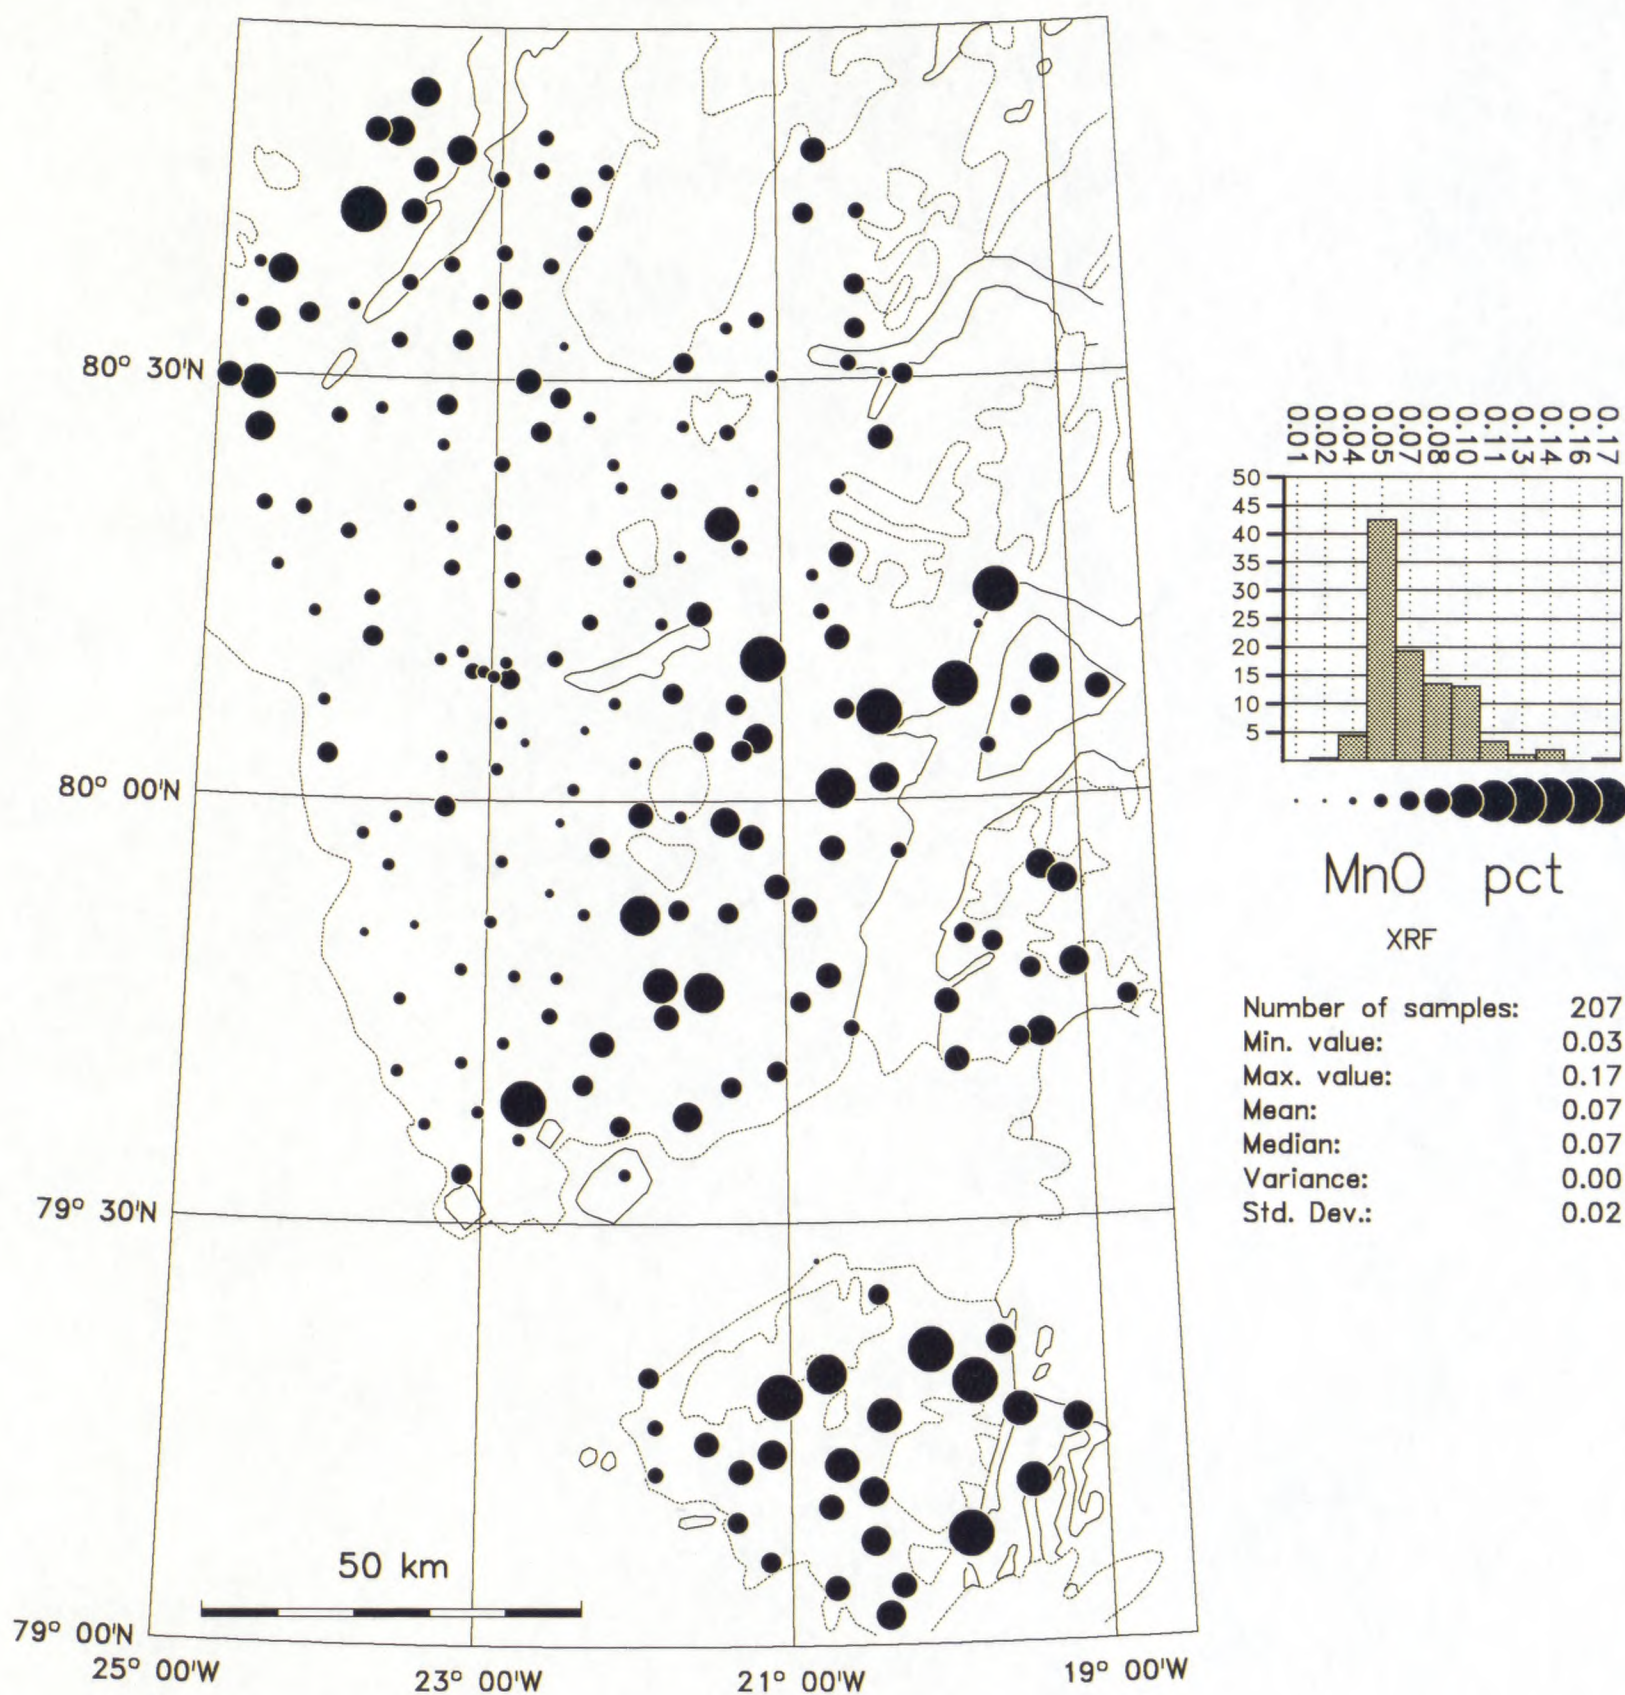 80° 30'N
80° 00'N
79° 30'N
79° 00'N
25° 00'W
23° 00'W
21° 00'W
19° 00'W
50 km
0.01
0.02
0.04
0.05
0.07
0.08
0.10
0.11
0.13
0.14
0.16
0.17
50
45
40
35
30
25
20
15
10
5
MnO pct
XRF
Number of samples: 207
Min. value: 0.03
Max. value: 0.17
Mean: 0.07
Median: 0.07
Variance: 0.00
Std. Dev.: 0.02